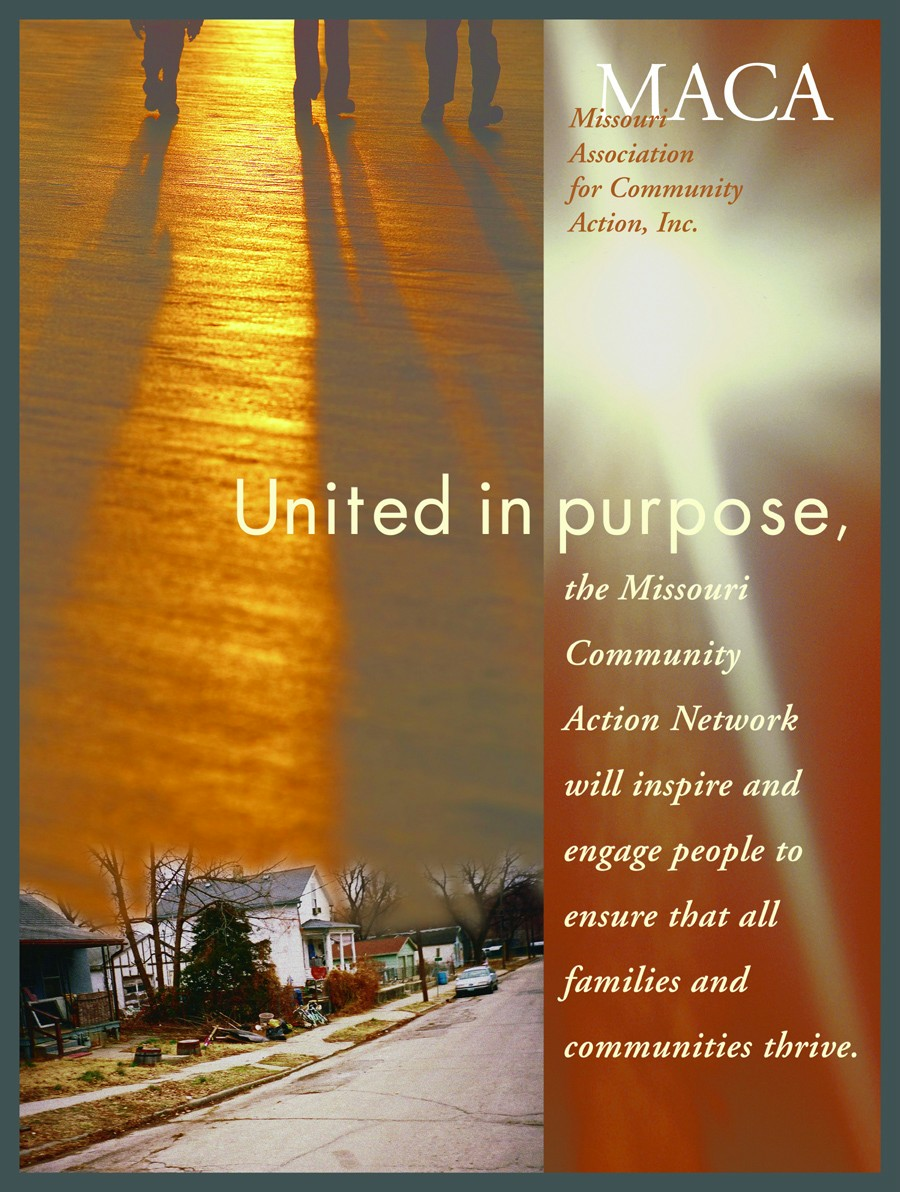 MACA
Missouri
Association
for Community
Action, Inc.
United in purpose,
the Missouri
Community
Action Network
will inspire and
engage people to
ensure that all
families and
communities thrive.